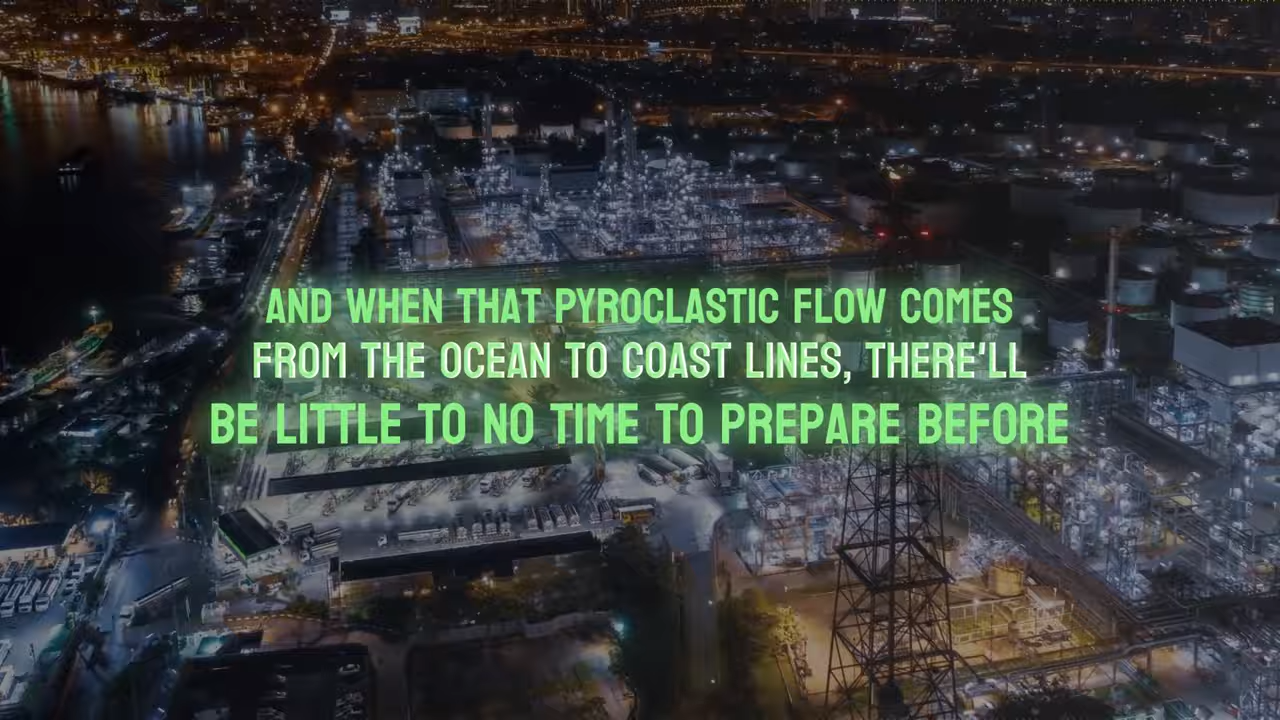 AND WHEN THAT PYROCLASTIC FLOW COMES
FROM THE OCEAN TO COAST LINES, THERE'LL
BE LITTLE TO NO TIME TO PREPARE BEFORE